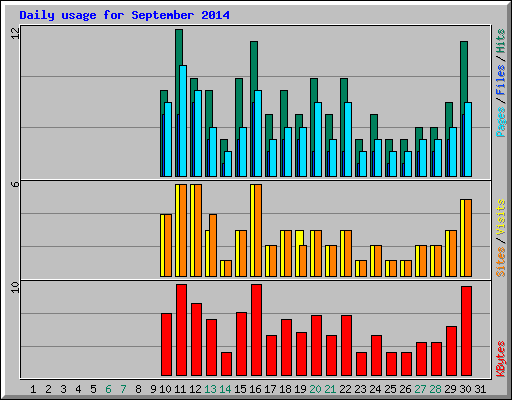 Daily usage for September 2014
12
Pages / Files / Hits
6
Sites / Visits
10
KBytes
1 2 3 4 5 6 7 8 9 10 11 12 13 14 15 16 17 18 19 20 21 22 23 24 25 26 27 28 29 30 31